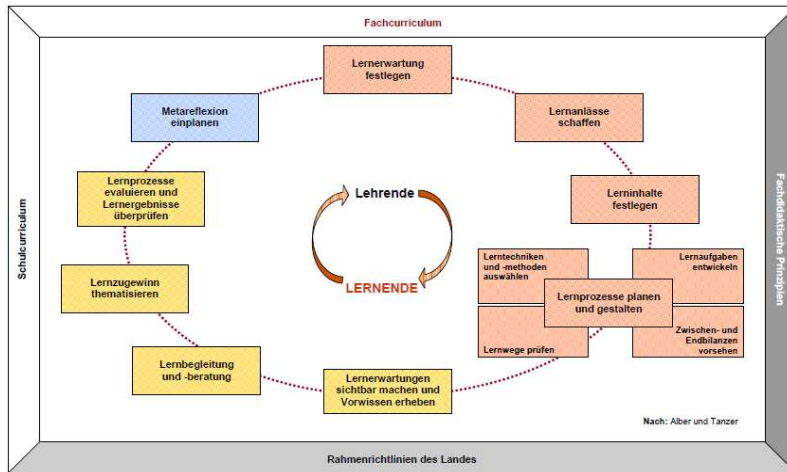 Fachcurriculum
Lernerwartung
festlegen
Metareflexion
einplanen
Lernanlässe
schaffen
Lernprozesse
evaluieren und
Lernergebnisse
überprüfen
Lehrende
LERNENDE
Lerninhalte
festlegen
Schulcurriculum
Fachdidaktische Prinzipien
Lerntechniken
und -methoden
auswählen
Lernaufgaben
entwickeln
Lernprozesse planen
und gestalten
Lernwege prüfen
Zwischen- und
Endbilanzen
vorsehen
Lernzugewinn
thematisieren
Lernbegleitung
und -beratung
Lernerwartungen
sichtbar machen und
Vorwissen erheben
Nach: Alber und Tanzer
Rahmenrichtlinien des Landes